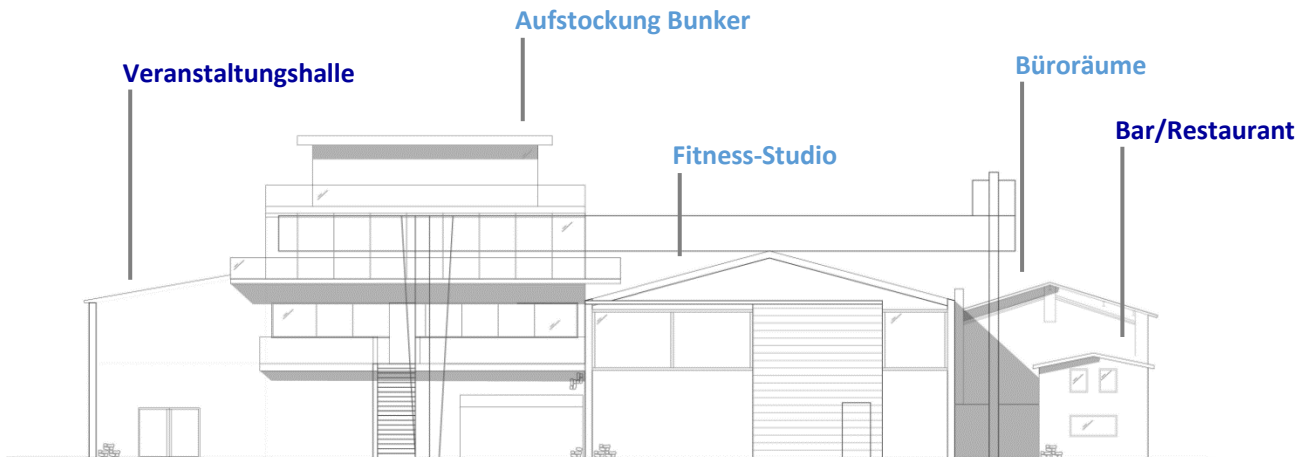 Aufstockung Bunker
Veranstaltungshalle
Büroräume
Bar/Restaurant
Fitness-Studio